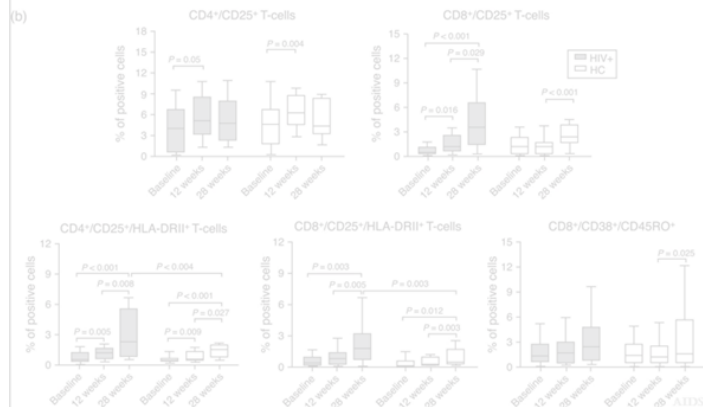 (b)
CD4⁺/CD25⁺ T-cells
% of positive cells
18
15
12
9
6
3
0
P = 0.05
P = 0.004
Baseline
12 weeks
28 weeks
Baseline
12 weeks
28 weeks
CD8⁺/CD25⁺ T-cells
% of positive cells
15
12
9
6
3
0
P < 0.001
P = 0.029
P = 0.016
P < 0.001
HIV+
HC
Baseline
12 weeks
28 weeks
Baseline
12 weeks
28 weeks
CD4⁺/CD25⁺/HLA-DRII⁺ T-cells
% of positive cells
12
9
6
3
0
P < 0.001
P < 0.004
P = 0.008
P < 0.001
P = 0.027
P = 0.005
P = 0.009
Baseline
12 weeks
28 weeks
Baseline
12 weeks
28 weeks
CD8⁺/CD25⁺/HLA-DRII⁺ T-cells
% of positive cells
12
9
6
3
0
P = 0.003
P = 0.005
P = 0.003
P = 0.012
P = 0.003
Baseline
12 weeks
28 weeks
Baseline
12 weeks
28 weeks
CD8⁺/CD38⁺/CD45RO⁺
% of positive cells
15
12
9
6
3
0
P = 0.025
Baseline
12 weeks
28 weeks
Baseline
12 weeks
28 weeks
AIDS